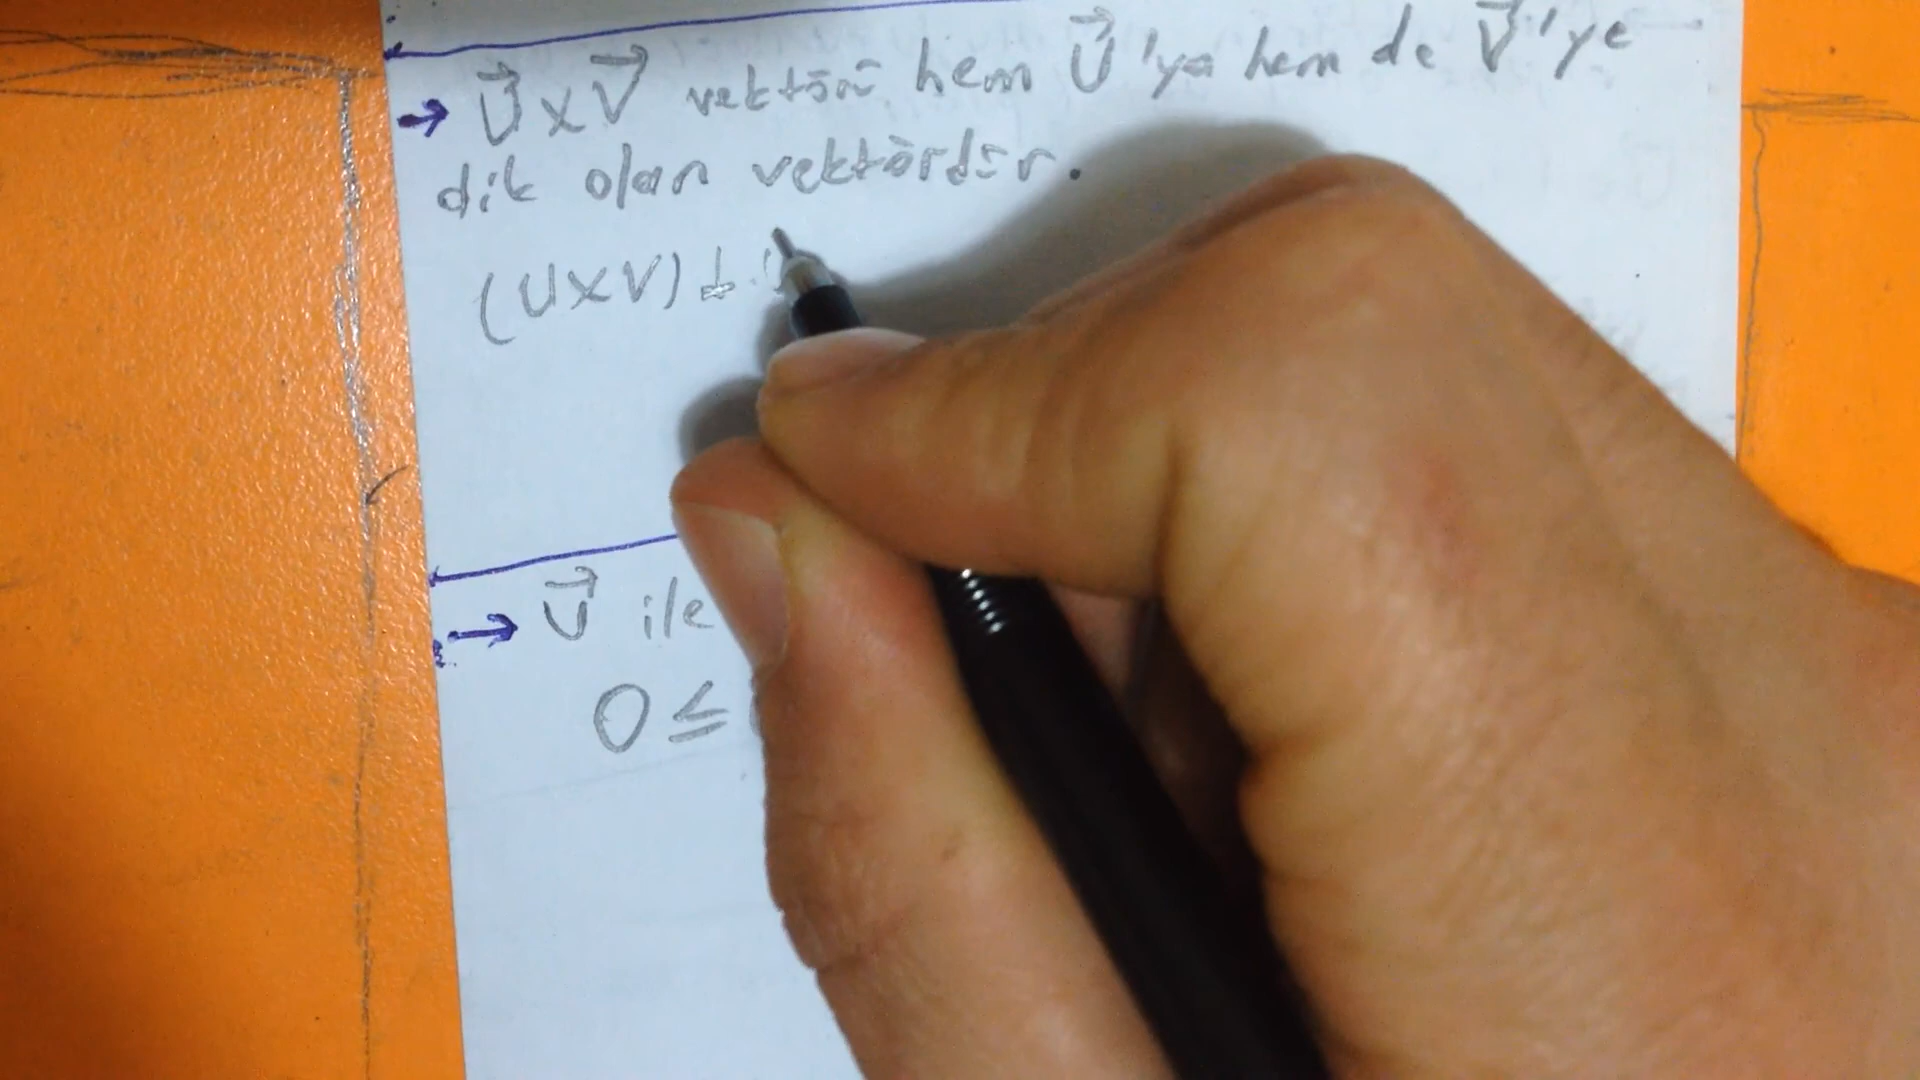 → U⃗ x V⃗ vektörü hem U⃗'ya hem de V⃗'ye
dik olan vektördür.
(UxV) ⊥
→ U⃗ ile
0 ≤